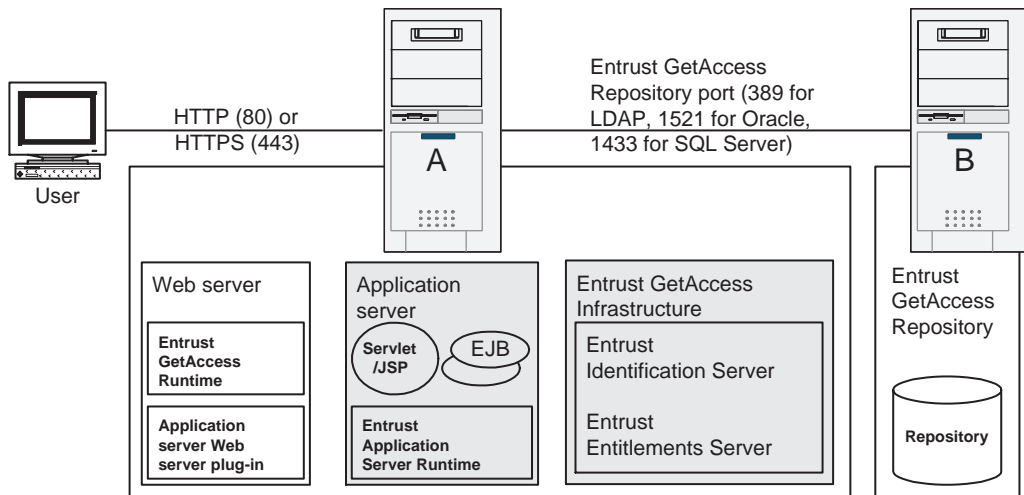 HTTP (80) or
HTTPS (443)
User
A
Entrust GetAccess
Repository port (389 for
LDAP, 1521 for Oracle,
1433 for SQL Server)
B
Web server
Entrust
GetAccess
Runtime
Application
server Web
server plug-in
Application
server
Servlet
/JSP
EJB
Entrust
Application
Server Runtime
Entrust GetAccess
Infrastructure
Entrust
Identification Server
Entrust
Entitlements Server
Entrust
GetAccess
Repository
Repository